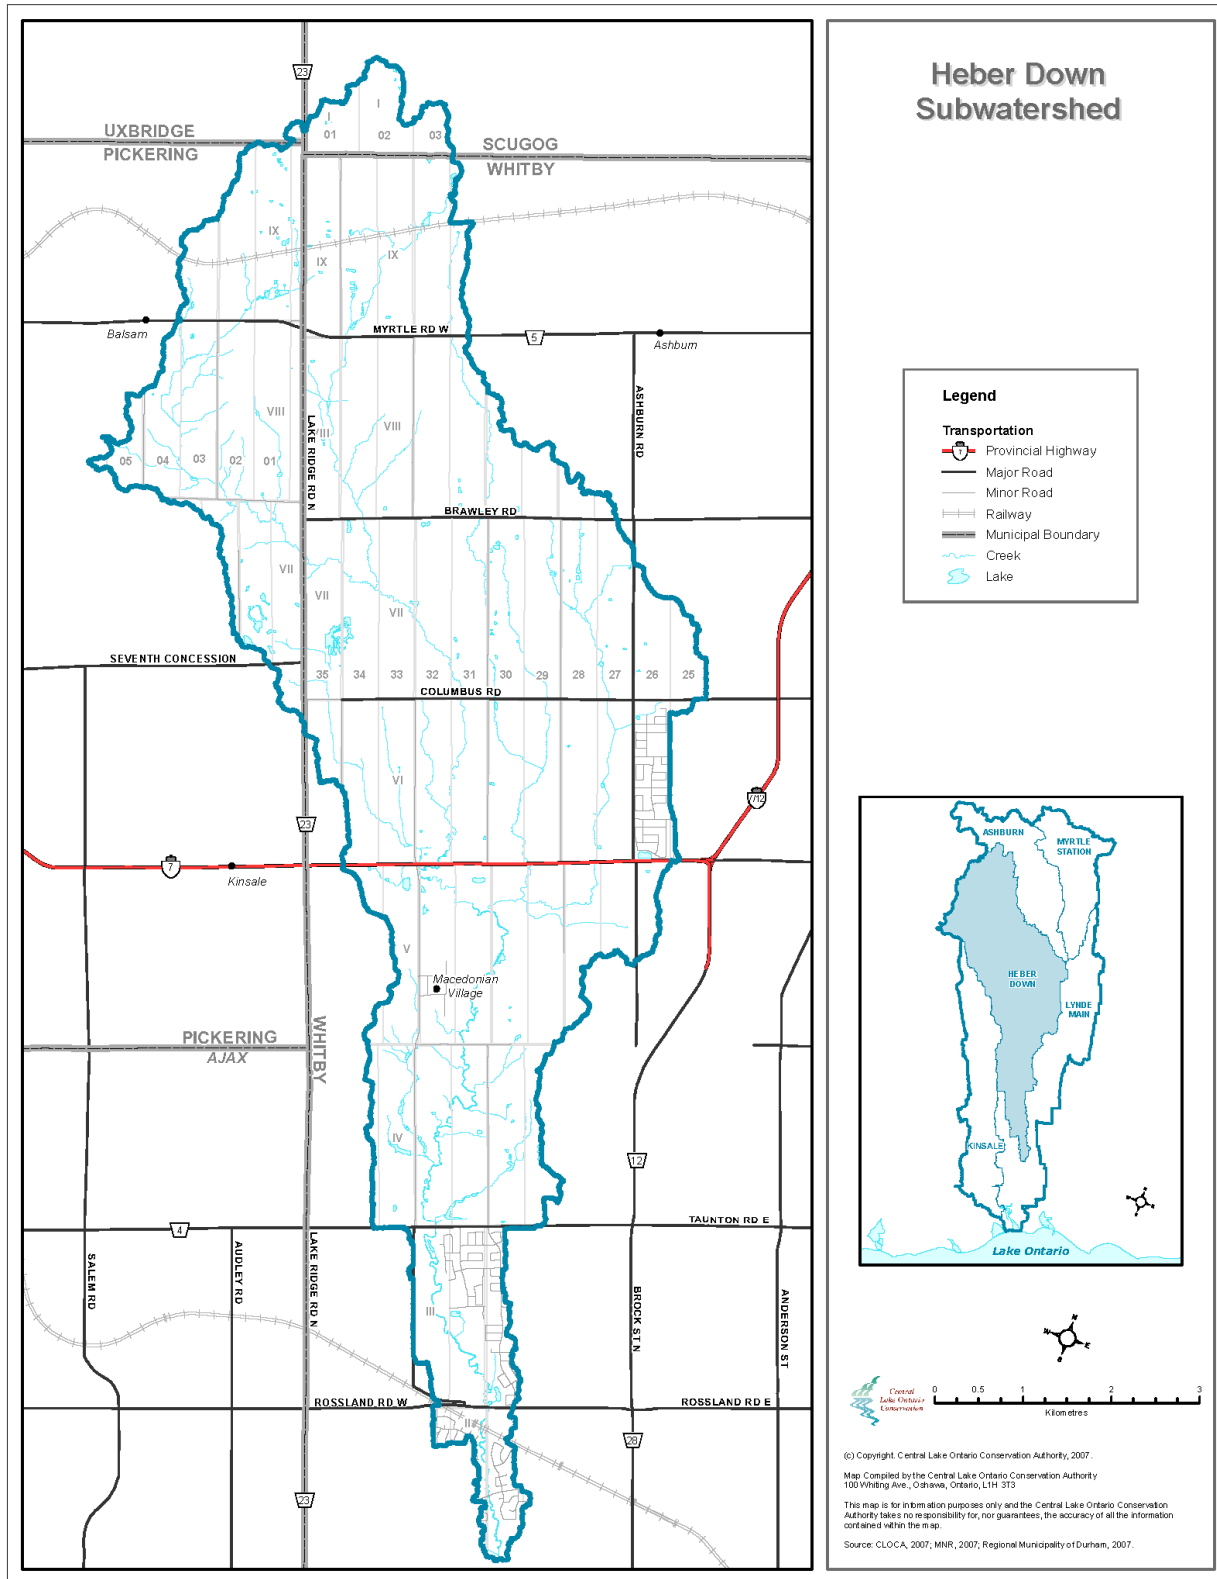 Heber Down
Subwatershed
23
UXBRIDGE
PICKERING
SCUGOG
WHITBY
I
I
01
02
03
IX
IX
IX
Balsam
MYRTLE RD W
5
Ashburn
ASHBURN RD
LAKE RIDGE RD N
VIII
VIII
VIII
05
04
03
02
01
BRAWLEY RD
VII
VII
VII
SEVENTH CONCESSION
35
34
33
32
31
30
29
28
27
26
25
COLUMBUS RD
VI
7/12
23
7
Kinsale
V
Macedonian
Village
PICKERING
AJAX
WHITBY
IV
12
TAUNTON RD E
4
SALEM RD
AUDLEY RD
LAKE RIDGE RD N
III
BROCK ST N
ANDERSON ST
ROSSLAND RD W
ROSSLAND RD E
II
28
23
Legend
Transportation
7
Provincial Highway
Major Road
Minor Road
Railway
Municipal Boundary
Creek
Lake
ASHBURN
MYRTLE
STATION
HEBER
DOWN
LYNDE
MAIN
KINSALE
Lake Ontario
N
E
S
W
Central
Lake Ontario
Conservation
0
0.5
1
2
3
Kilometres
(c) Copyright. Central Lake Ontario Conservation Authority, 2007.
Map Compiled by the Central Lake Ontario Conservation Authority
100 Whiting Ave., Oshawa, Ontario, L1H 3T3
This map is for information purposes only and the Central Lake Ontario Conservation
Authority takes no responsibility for, nor guarantees, the accuracy of all the information
contained within the map.
Source: CLOCA, 2007; MNR, 2007; Regional Municipality of Durham, 2007.